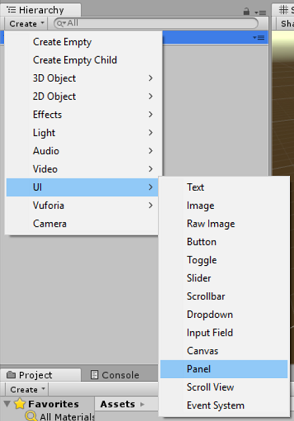 Hierarchy
Create All
Create Empty
Create Empty Child
3D Object
2D Object
Effects
Light
Audio
Video
UI
Vuforia
Camera
Text
Image
Raw Image
Button
Toggle
Slider
Scrollbar
Dropdown
Input Field
Canvas
Panel
Scroll View
Event System
Project Console
Create
Favorites Assets
All Materials